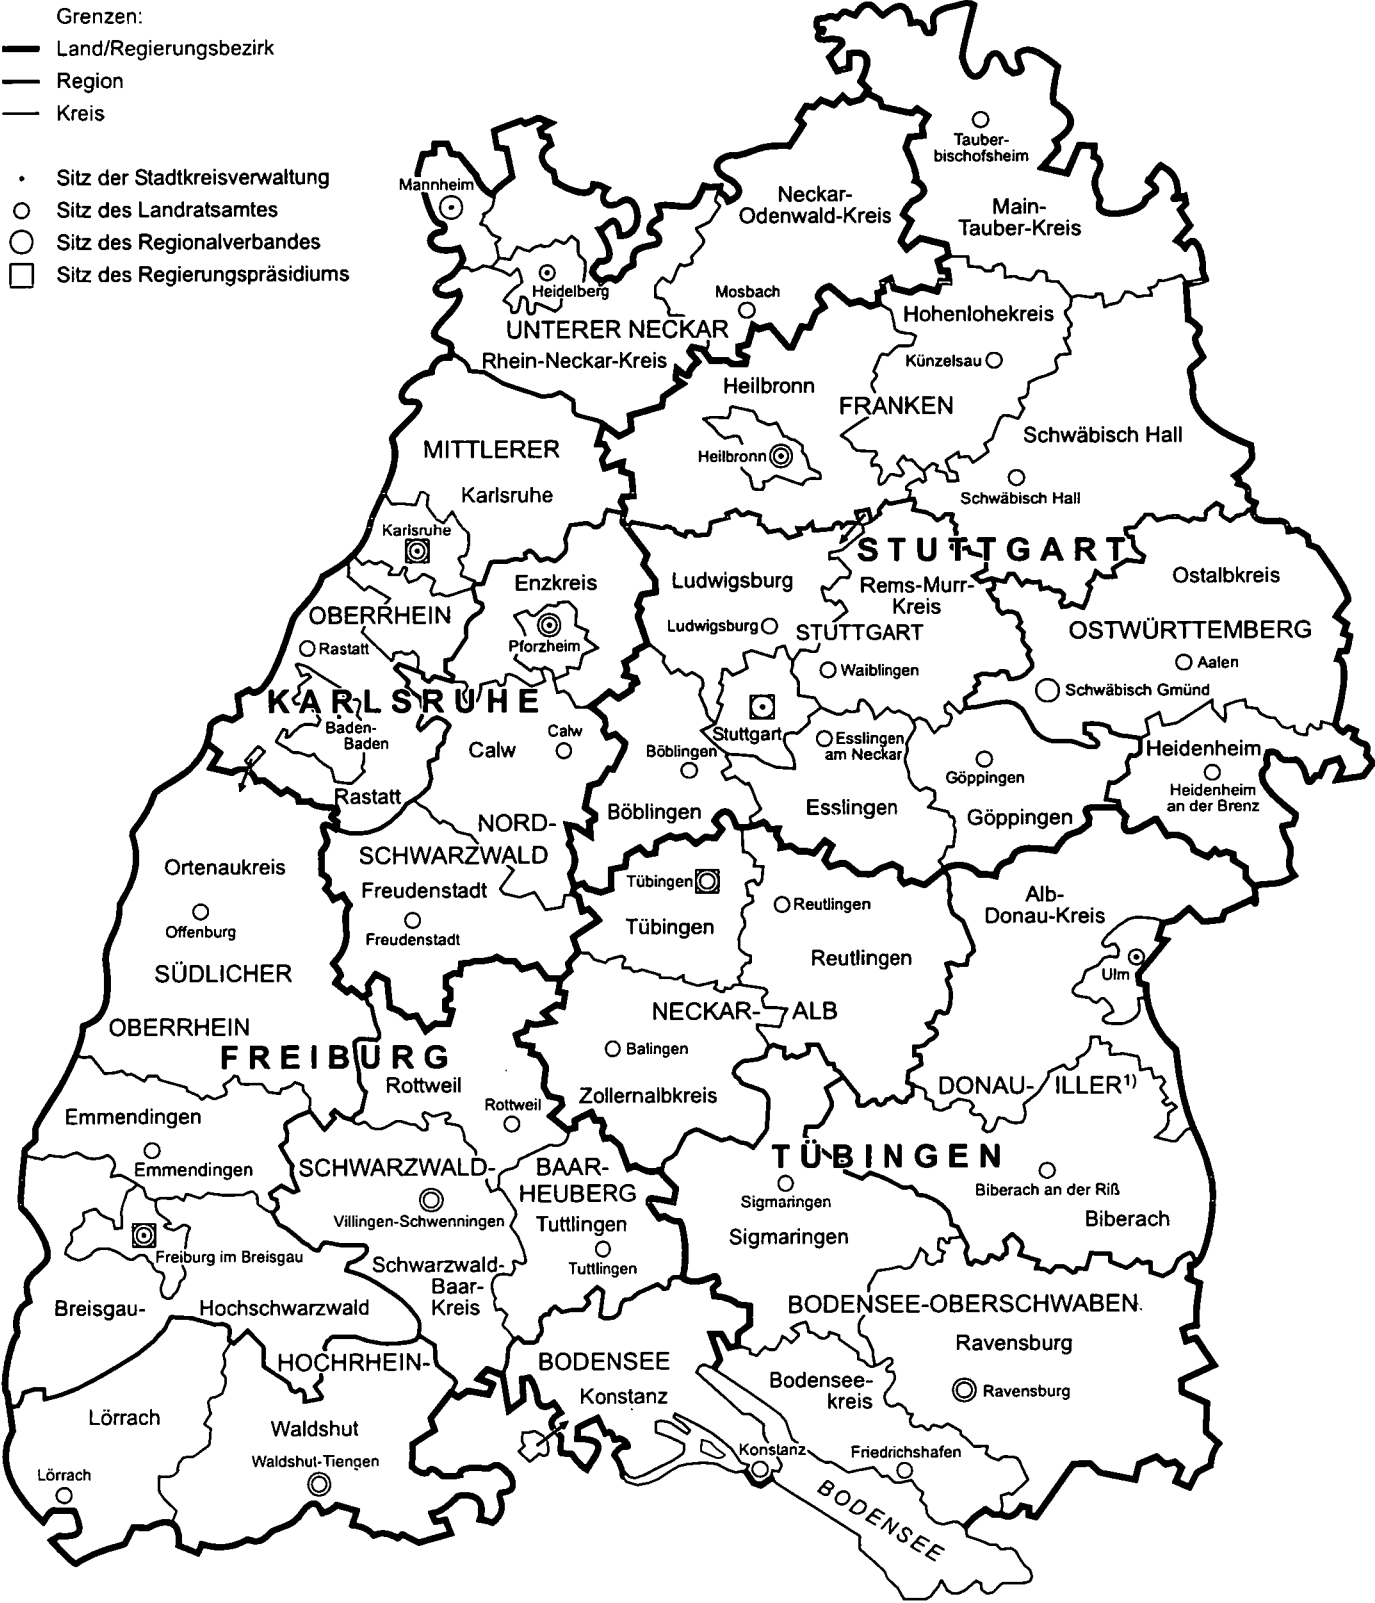 Grenzen:
Land/Regierungsbezirk
Region
Kreis
Sitz der Stadtkreisverwaltung
Sitz des Landratsamtes
Sitz des Regionalverbandes
Sitz des Regierungspräsidiums
Tauber-
bischofsheim
Main-
Tauber-Kreis
Neckar-
Odenwald-Kreis
Mannheim
Heidelberg
Mosbach
UNTERER NECKAR
Rhein-Neckar-Kreis
Hohenlohekreis
Künzelsau
Heilbronn
FRANKEN
Heilbronn
Schwäbisch Hall
Schwäbisch Hall
MITTLERER
Karlsruhe
Karlsruhe
STUTTGART
Enzkreis
Pforzheim
OBERRHEIN
Rastatt
KARLSRUHE
Baden-
Baden
Rastatt
Ludwigsburg
Ludwigsburg
Rems-Murr-
Kreis
STUTTGART
Waiblingen
Ostalbkreis
OSTWÜRTTEMBERG
Aalen
Schwäbisch Gmünd
Stuttgart
Esslingen
am Neckar
Esslingen
Böblingen
Böblingen
Göppingen
Göppingen
Heidenheim
Heidenheim
an der Brenz
Calw
Calw
NORD-
SCHWARZWALD
Freudenstadt
Freudenstadt
Ortenaukreis
Offenburg
SÜDLICHER
OBERRHEIN
FREIBURG
Tübingen
Tübingen
Reutlingen
Reutlingen
NECKAR-
ALB
Balingen
Zollernalbkreis
Alb-
Donau-Kreis
Ulm
DONAU-
ILLER1)
TÜBINGEN
Biberach an der Riß
Biberach
Sigmaringen
Sigmaringen
Rottweil
Rottweil
Emmendingen
Emmendingen
SCHWARZWALD-
BAAR-
HEUBERG
Villingen-Schwenningen
Schwarzwald-
Baar-
Kreis
Tuttlingen
Tuttlingen
Freiburg im Breisgau
Breisgau-
Hochschwarzwald
HOCHRHEIN-
BODENSEE
Konstanz
Lörrach
Lörrach
Waldshut
Waldshut-Tiengen
BODENSEE-OBERSCHWABEN
Ravensburg
Ravensburg
Bodensee-
kreis
Konstanz
Friedrichshafen
BODENSEE